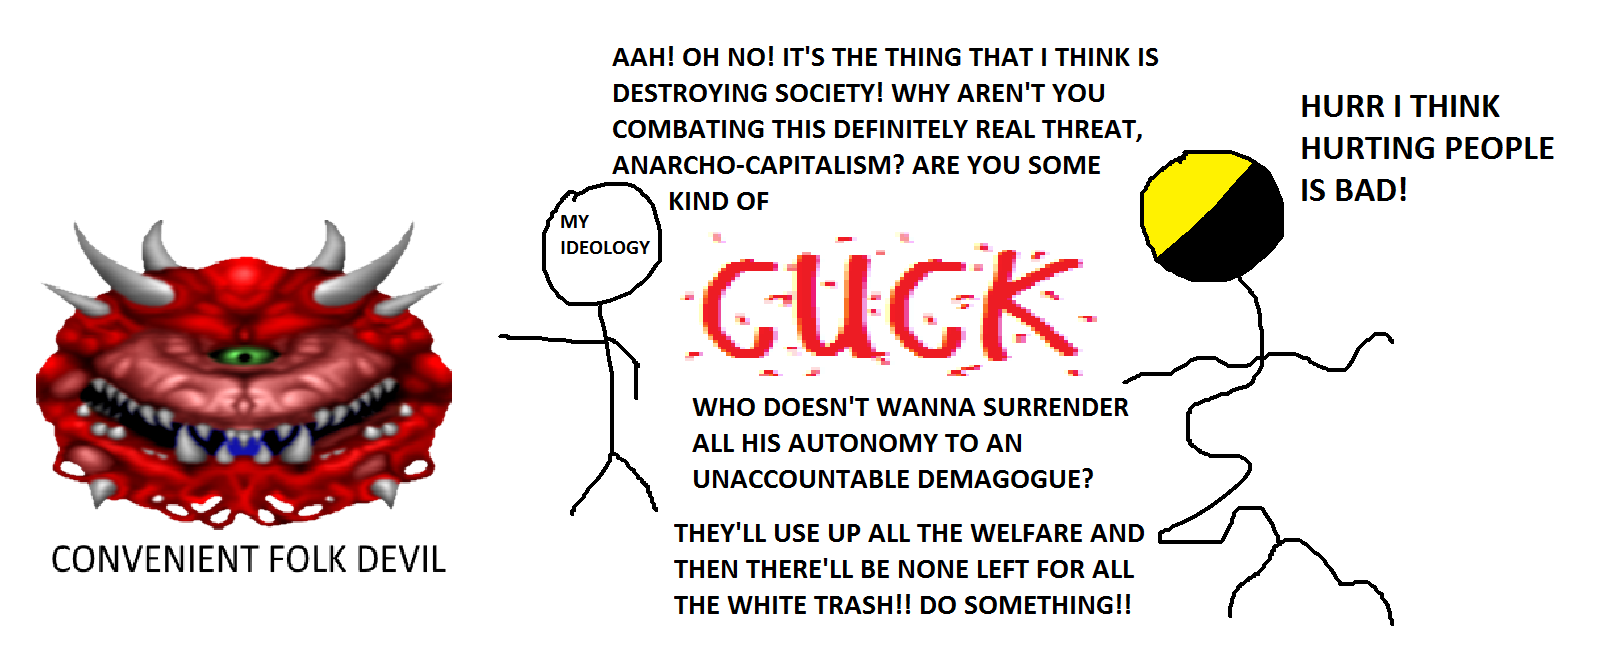 AAH! OH NO! IT'S THE THING THAT I THINK IS
DESTROYING SOCIETY! WHY AREN'T YOU
COMBATING THIS DEFINITELY REAL THREAT,
ANARCHO-CAPITALISM? ARE YOU SOME
KIND OF
CUCK
WHO DOESN'T WANNA SURRENDER
ALL HIS AUTONOMY TO AN
UNACCOUNTABLE DEMAGOGUE?
THEY'LL USE UP ALL THE WELFARE AND
THEN THERE'LL BE NONE LEFT FOR ALL
THE WHITE TRASH!! DO SOMETHING!!
MY
IDEOLOGY
HURR I THINK
HURTING PEOPLE
IS BAD!
CONVENIENT FOLK DEVIL